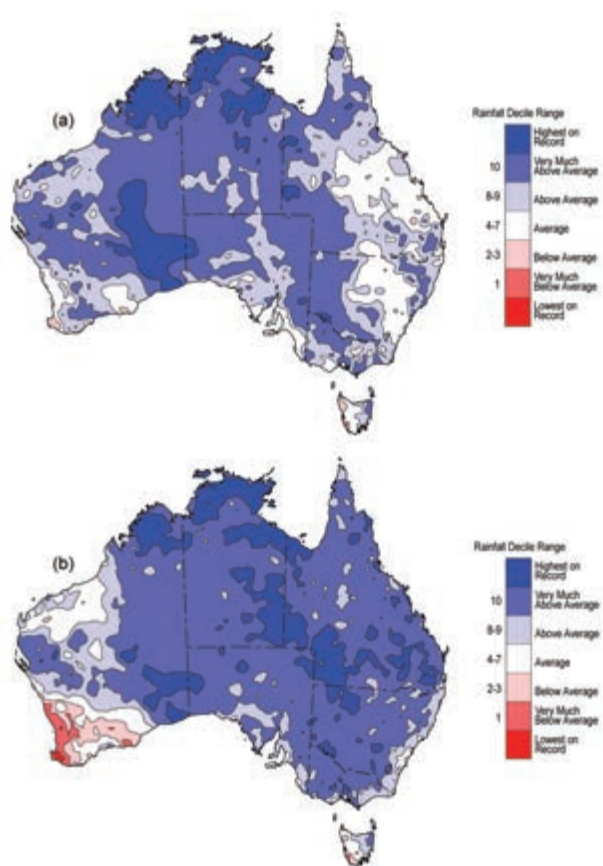 (a)
Rainfall Decile Range
Highest on
Record
10
Very Much
Above Average
8-9
Above Average
4-7
Average
2-3
Below Average
1
Very Much
Below Average
Lowest on
Record
(b)
Rainfall Decile Range
Highest on
Record
10
Very Much
Above Average
8-9
Above Average
4-7
Average
2-3
Below Average
1
Very Much
Below Average
Lowest on
Record